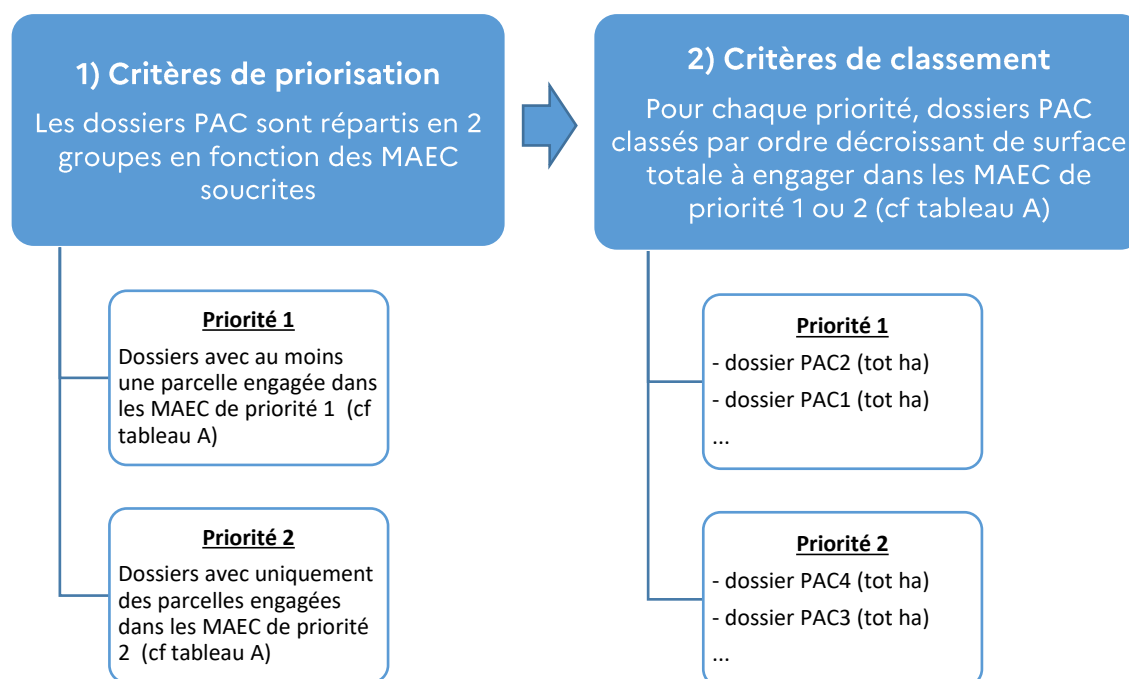 1) Critères de priorisation
Les dossiers PAC sont répartis en 2
groupes en fonction des MAEC
soucrites
Priorité 1
Dossiers avec au moins
une parcelle engagée dans
les MAEC de priorité 1 (cf
tableau A)
Priorité 2
Dossiers avec uniquement
des parcelles engagées
dans les MAEC de priorité
2 (cf tableau A)
2) Critères de classement
Pour chaque priorité, dossiers PAC
classés par ordre décroissant de surface
totale à engager dans les MAEC de
priorité 1 ou 2 (cf tableau A)
Priorité 1
- dossier PAC2 (tot ha)
- dossier PAC1 (tot ha)
...
Priorité 2
- dossier PAC4 (tot ha)
- dossier PAC3 (tot ha)
...